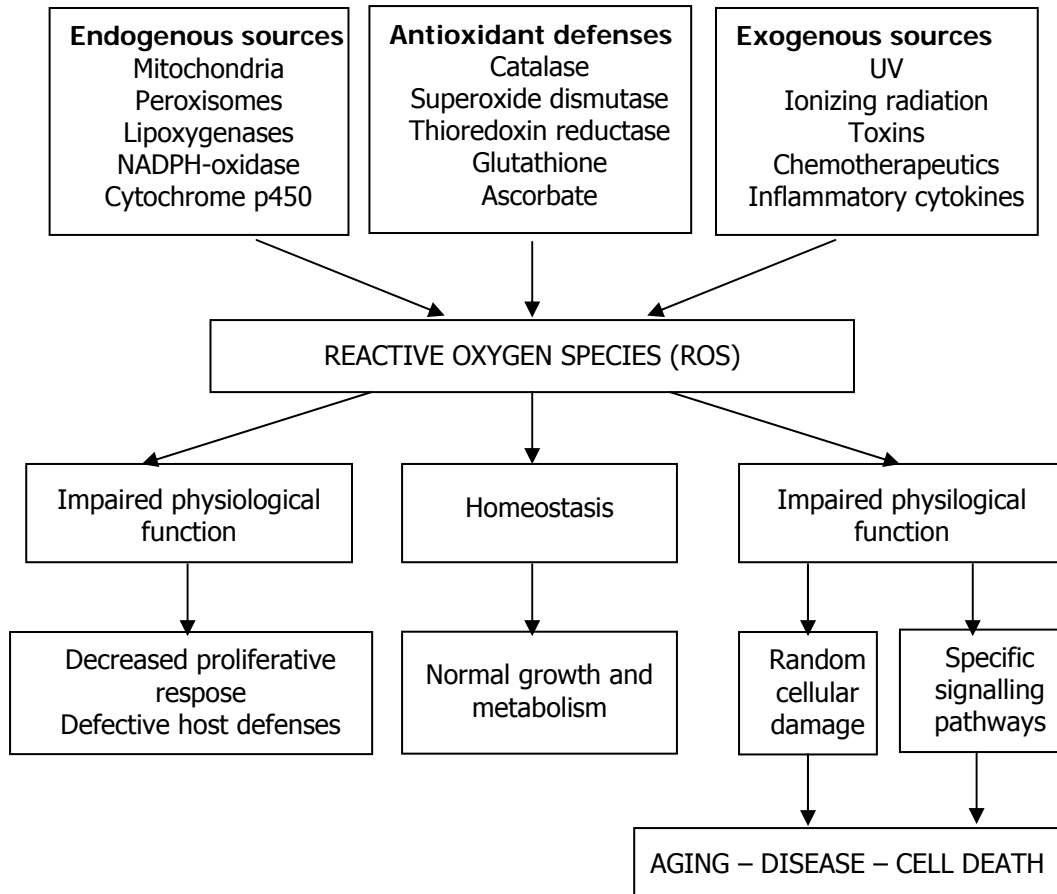 Endogenous sources
Mitochondria
Peroxisomes
Lipoxygenases
NADPH-oxidase
Cytochrome p450
Antioxidant defenses
Catalase
Superoxide dismutase
Thioredoxin reductase
Glutathione
Ascorbate
Exogenous sources
UV
Ionizing radiation
Toxins
Chemotherapeutics
Inflammatory cytokines
REACTIVE OXYGEN SPECIES (ROS)
Impaired physiological
function
Homeostasis
Impaired physilogical
function
Decreased proliferative
respose
Defective host defenses
Normal growth and
metabolism
Random
cellular
damage
Specific
signalling
pathways
AGING – DISEASE – CELL DEATH